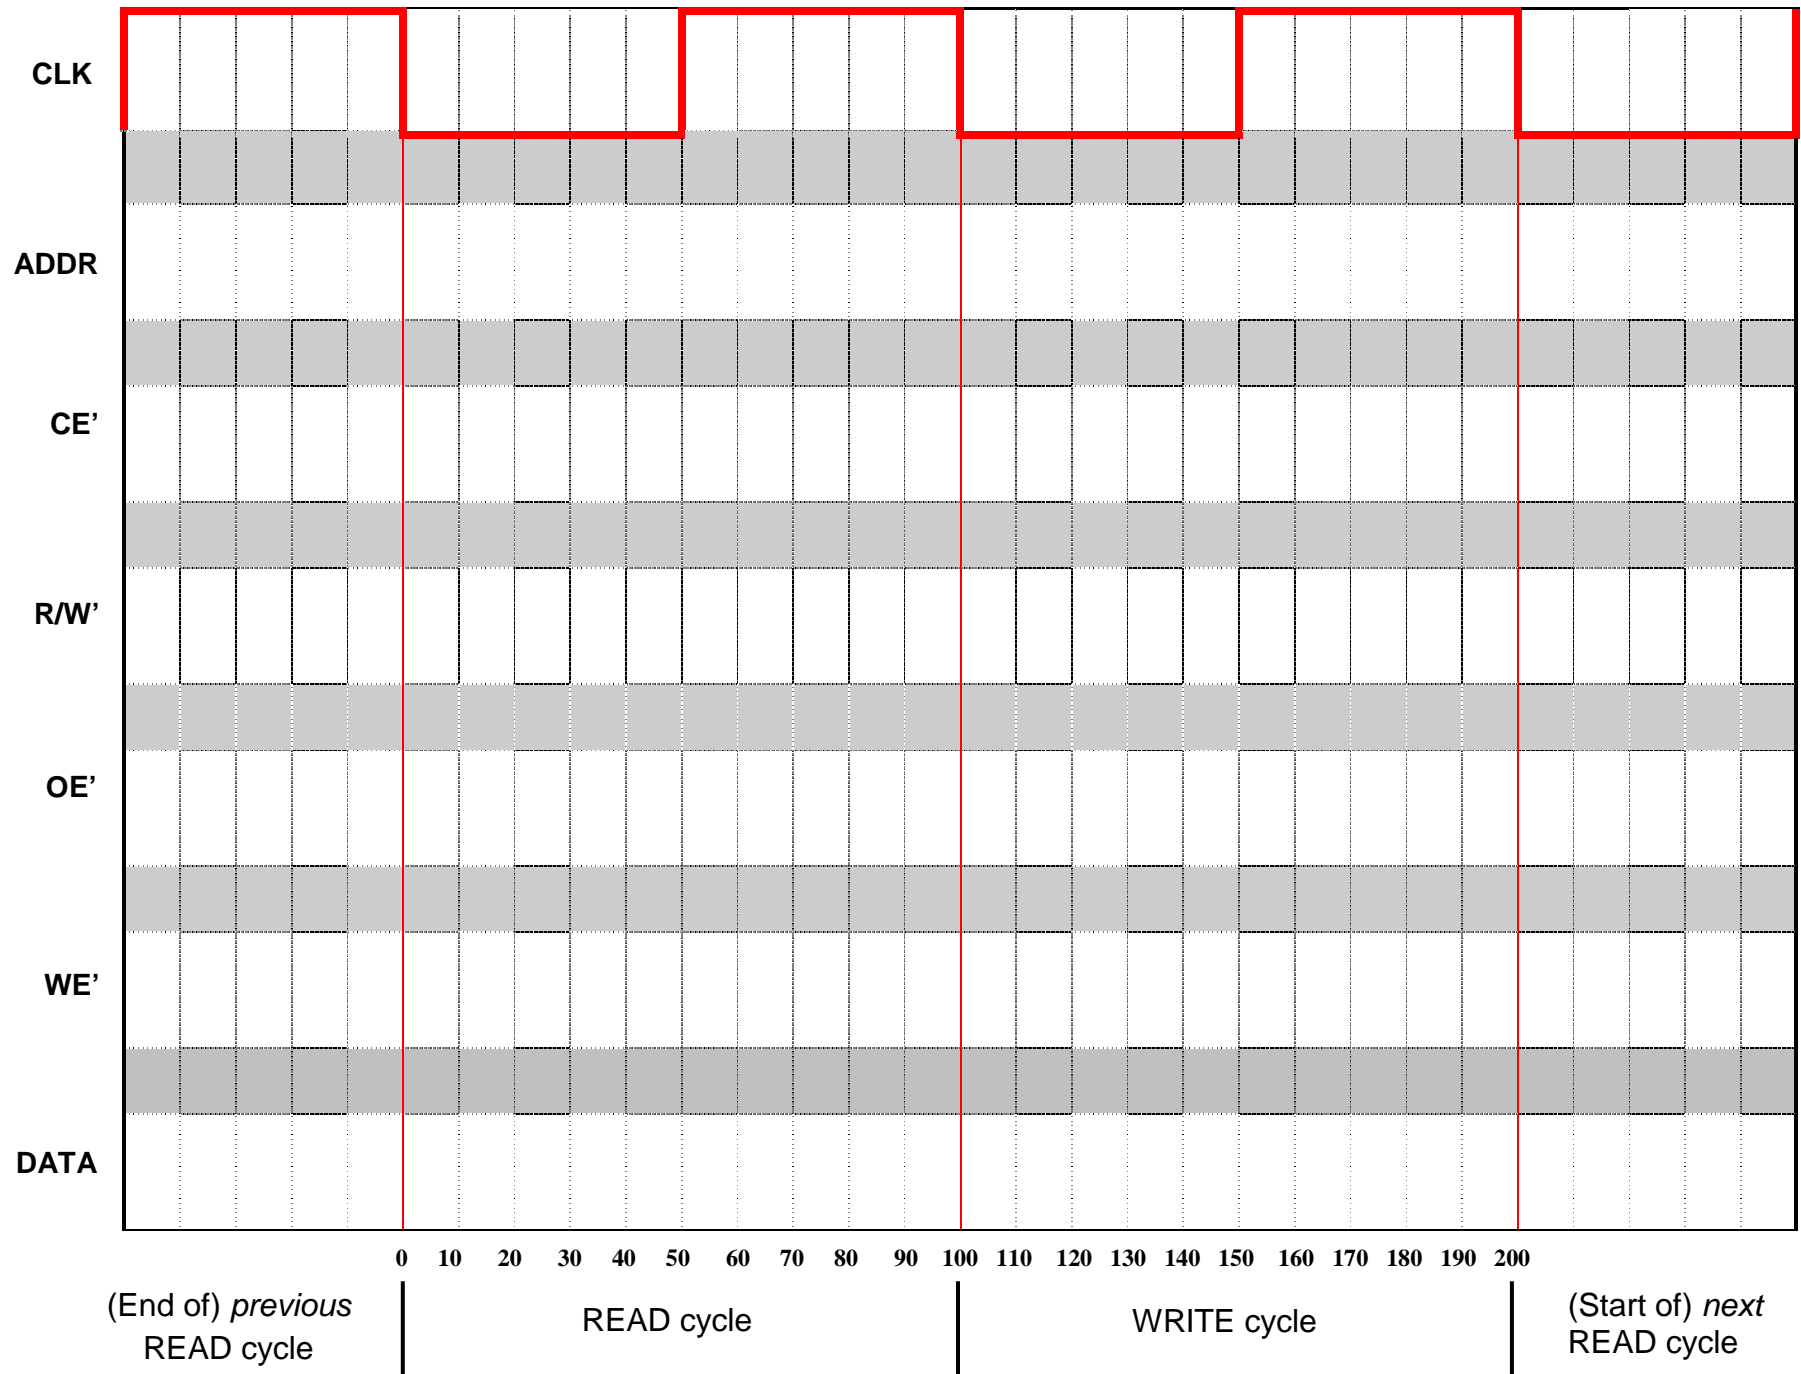 CLK
ADDR
CE’
R/W’
OE’
WE’
DATA
0 10 20 30 40 50 60 70 80 90 100 110 120 130 140 150 160 170 180 190 200
(End of) previous
READ cycle
READ cycle
WRITE cycle
(Start of) next
READ cycle